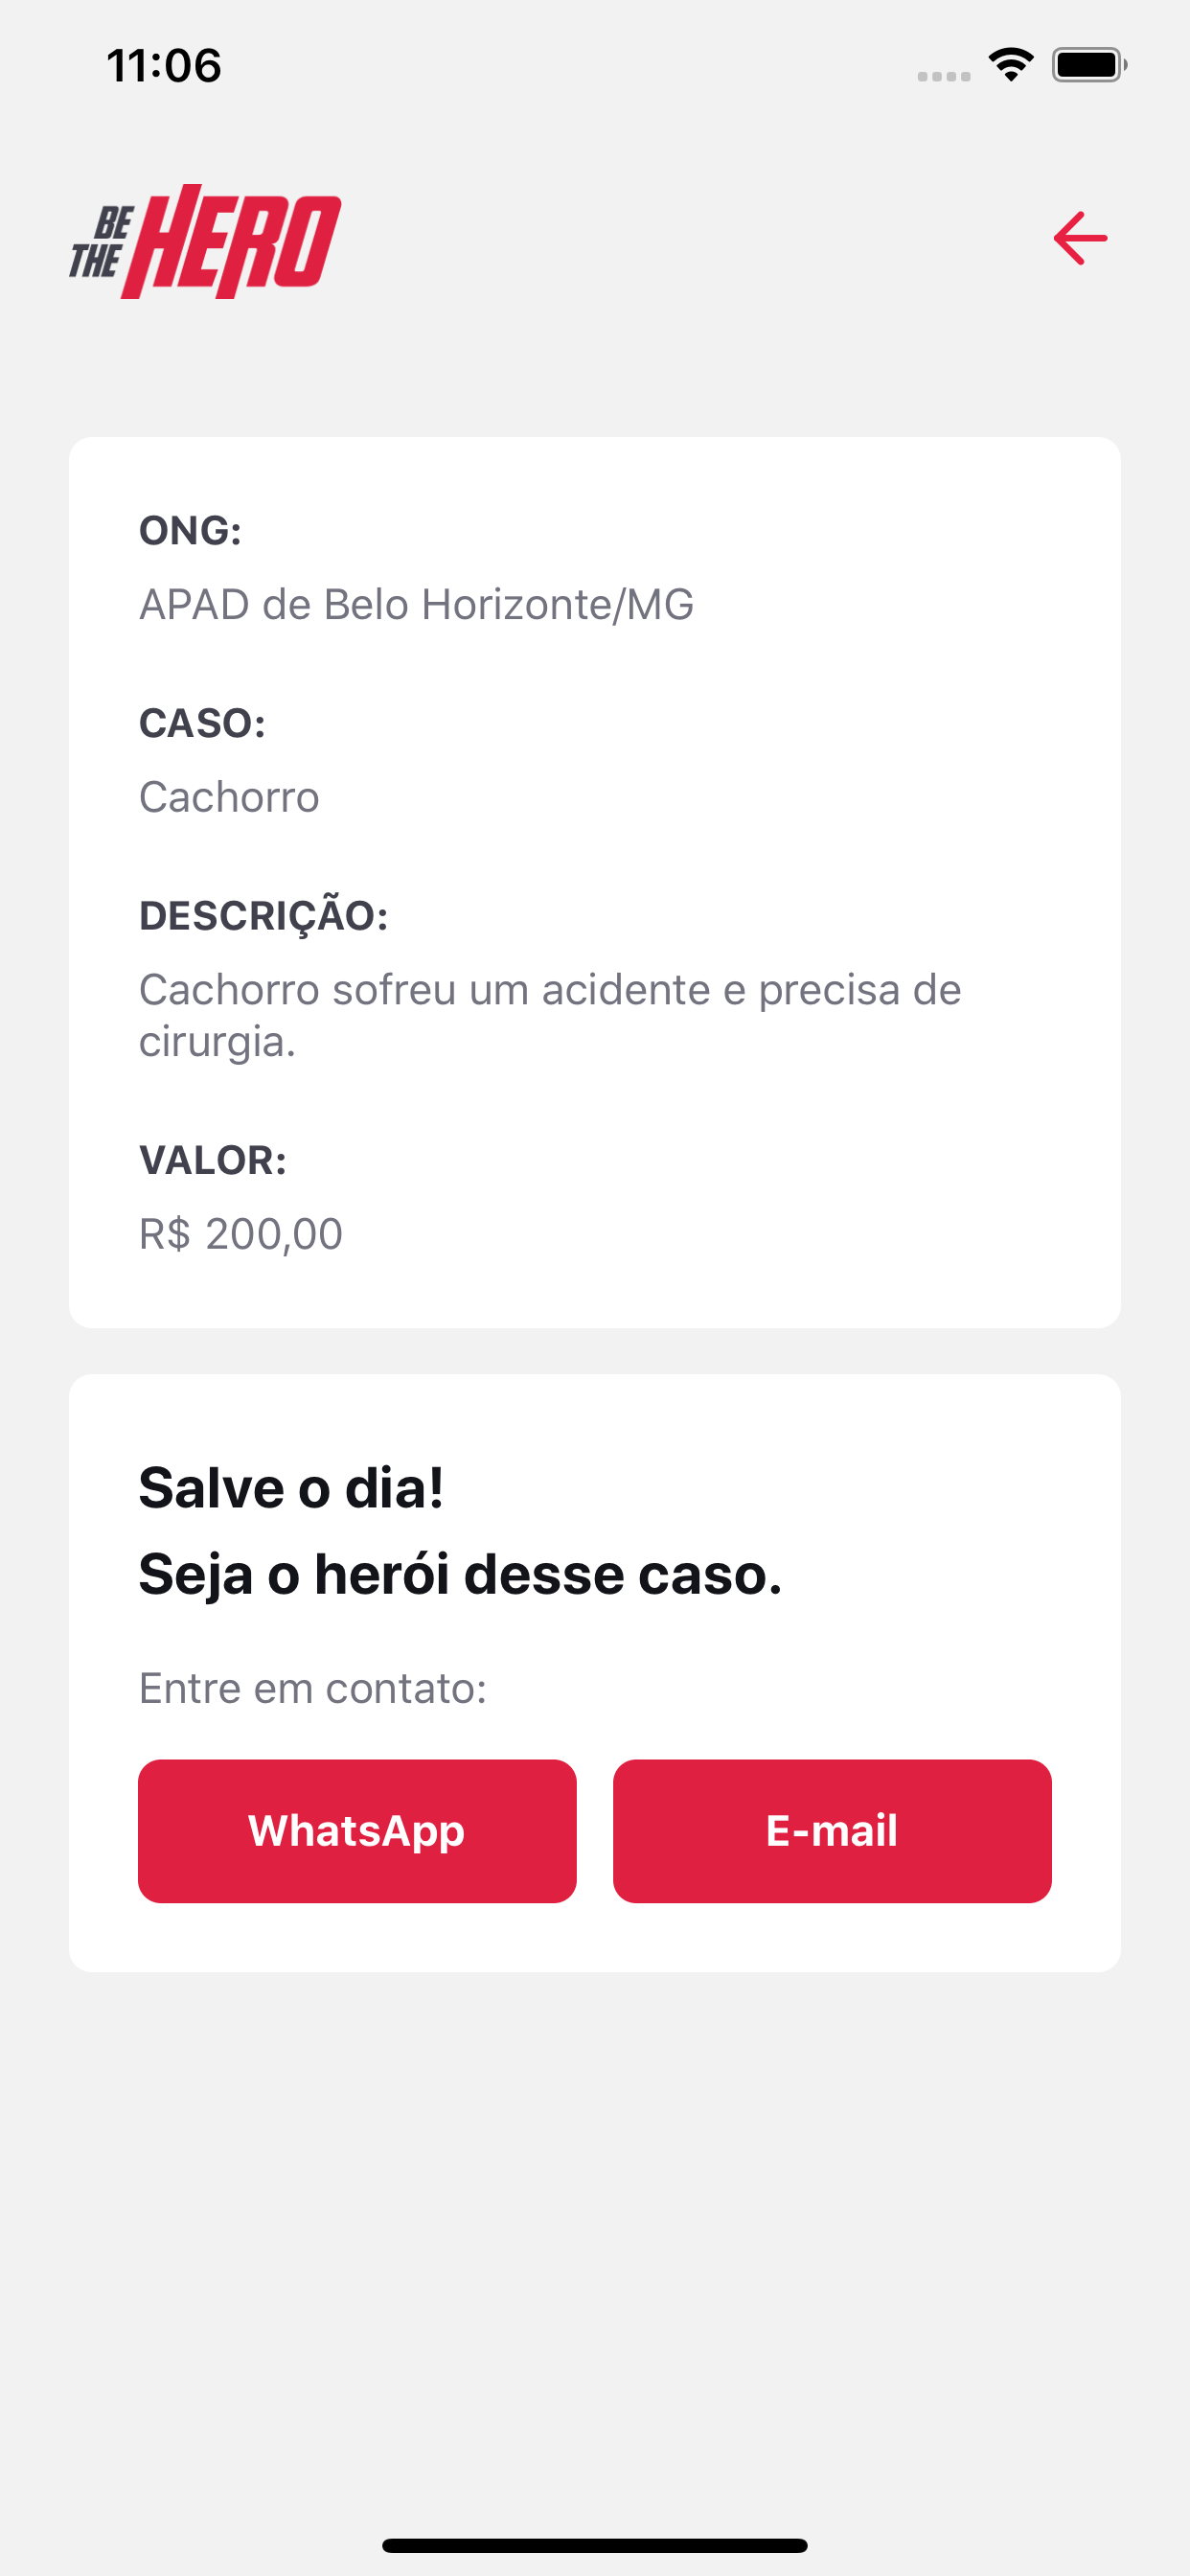 11:06
BE
THE
HERO
ONG:
APAD de Belo Horizonte/MG
CASO:
Cachorro
DESCRIÇÃO:
Cachorro sofreu um acidente e precisa de
cirurgia.
VALOR:
R$ 200,00
Salve o dia!
Seja o herói desse caso.
Entre em contato:
WhatsApp
E-mail